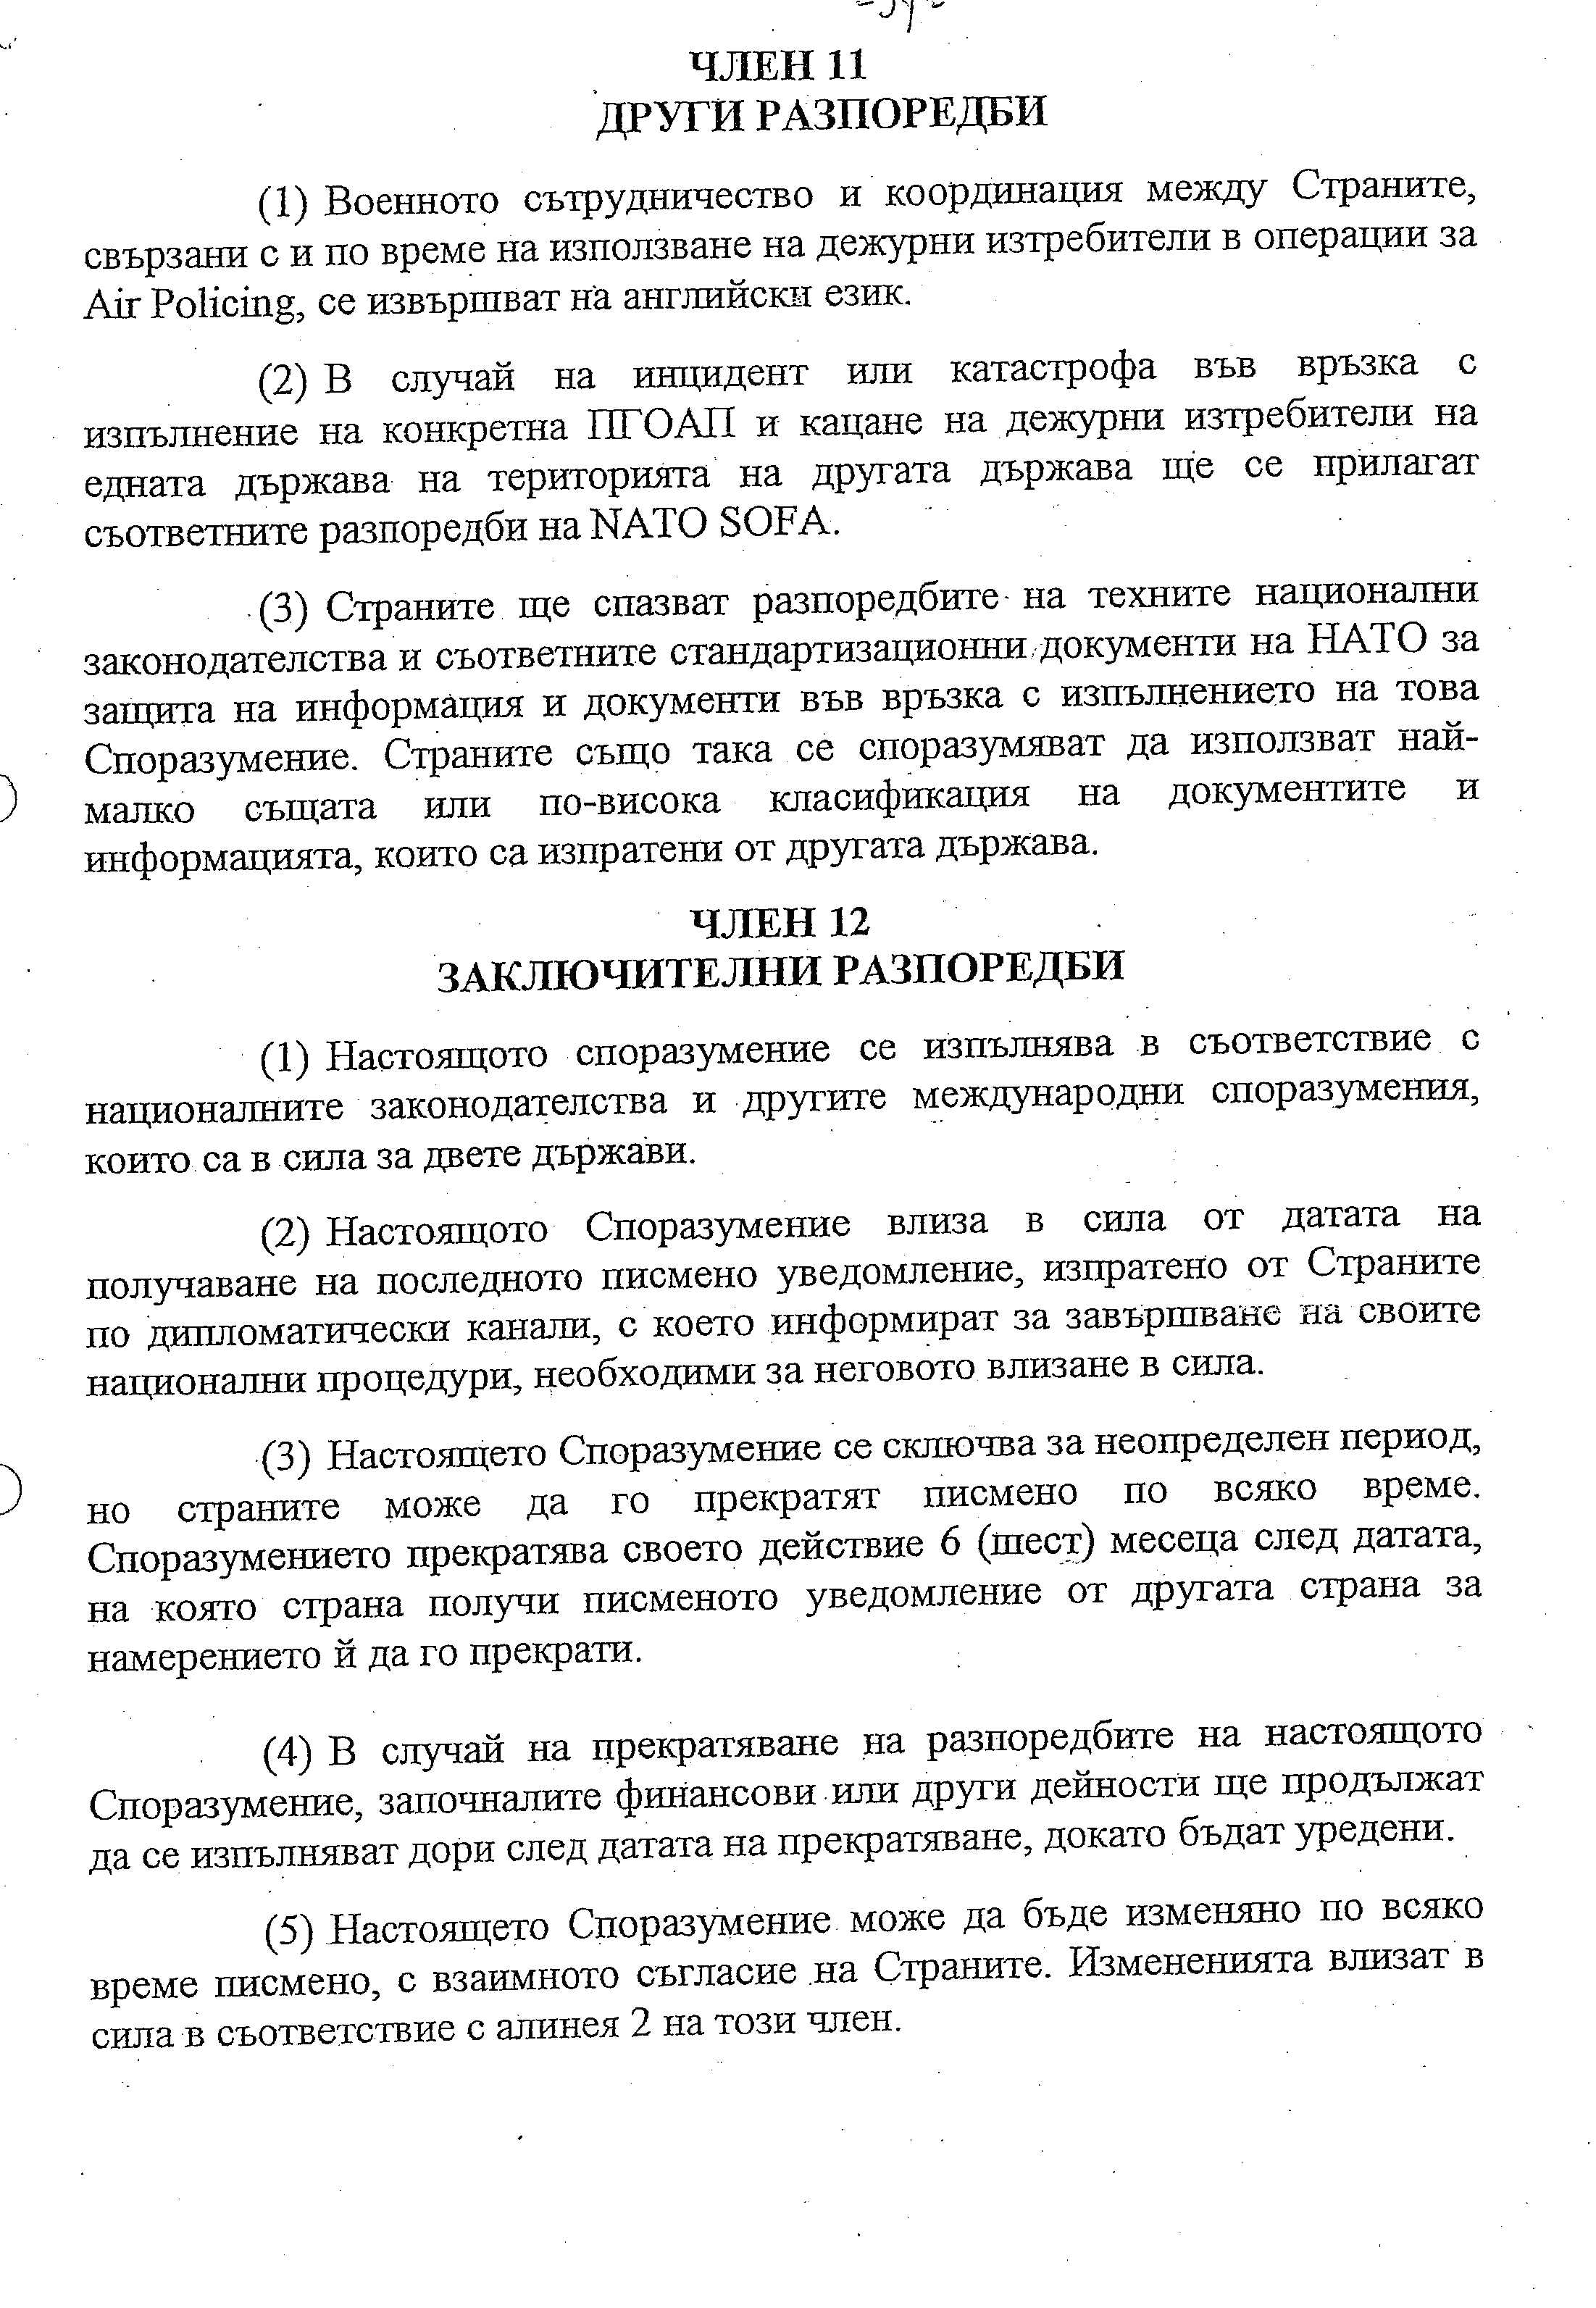 ЧЛЕН 11
ДРУГИ РАЗПОРЕДБИ
(1) Военното сътрудничество и координация между Страните,
свързани с и по време на използване на дежурни изтребители в операции за
Air Policing, се извършват на английски език.
(2) В случай на инцидент или катастрофа във връзка с
изпълнение на конкретна ПГОАП и кацане на дежурни изтребители на
едната държава на територията на другата държава ще се прилагат
съответните разпоредби на NATO SOFA.
(3) Страните ще спазват разпоредбите на техните национални
законодателства и съответните стандартизационни документи на НАТО за
защита на информация и документи във връзка с изпълнението на това
Споразумение. Страните също така се споразумяват да използват най-
малко същата или по-висока класификация на документите и
информацията, които са изпратени от другата държава.
ЧЛЕН 12
ЗАКЛЮЧИТЕЛНИ РАЗПОРЕДБИ
(1) Настоящото споразумение се изпълнява в съответствие с
националните законодателства и другите международни споразумения,
които са в сила за двете държави.
(2) Настоящото Споразумение влиза в сила от датата на
получаване на последното писмено уведомление, изпратено от Страните
по дипломатически канали, с което информират за завършване на своите
национални процедури, необходими за неговото влизане в сила.
(3) Настоящето Споразумение се сключва за неопределен период,
но страните може да го прекратят писмено по всяко време.
Споразумението прекратява своето действие 6 (шест) месеца след датата,
на която страна получи писменото уведомление от другата страна за
намерението й да го прекрати.
(4) В случай на прекратяване на разпоредбите на настоящото
Споразумение, започналите финансови или други дейности ще продължат
да се изпълняват дори след датата на прекратяване, докато бъдат уредени.
(5) Настоящето Споразумение може да бъде изменяно по всяко
време писмено, с взаимното съгласие на Страните. Измененията влизат в
сила в съответствие с алинея 2 на този член.